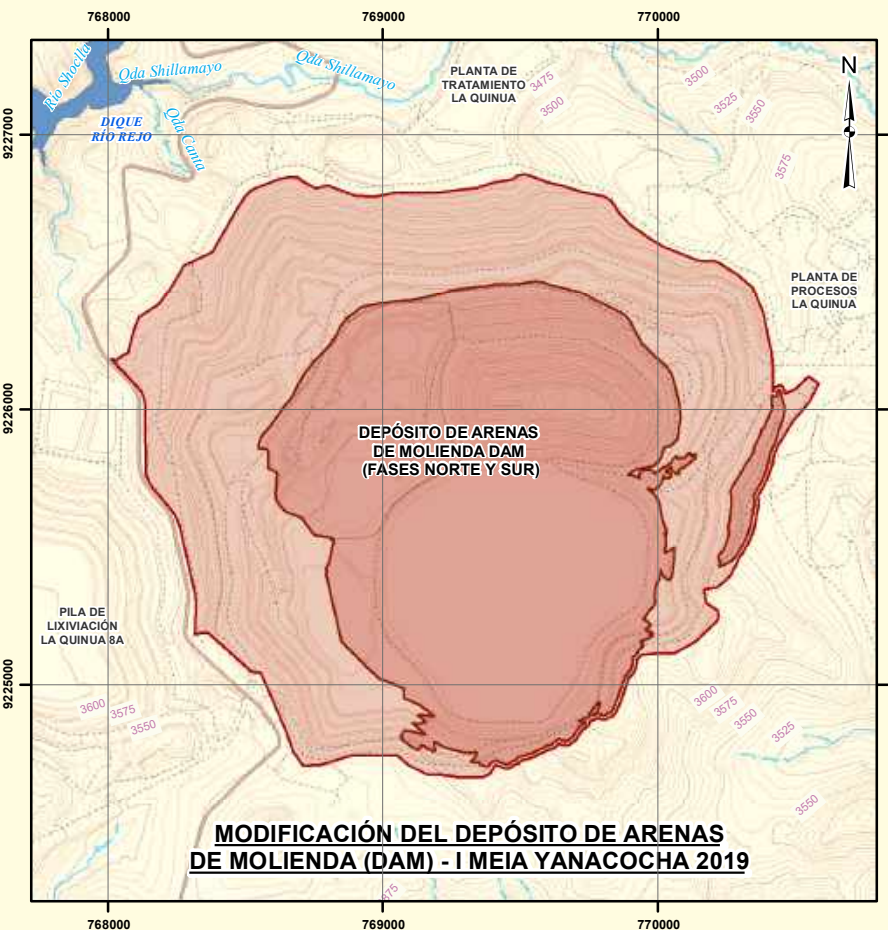 768000
769000
770000
Río Shoclla
Qda Shillamayo
Qda Shillamayo
PLANTA DE
TRATAMIENTO
LA QUINUA
3475
3500
3500
3525
3550
N
9227000
DIQUE
RÍO REJO
Qda Canta
3575
PLANTA DE
PROCESOS
LA QUINUA
9226000
DEPÓSITO DE ARENAS
DE MOLIENDA DAM
(FASES NORTE Y SUR)
PILA DE
LIXIVIACIÓN
LA QUINUA 8A
9225000
3600
3575
3550
3600
3575
3550
3525
3550
MODIFICACIÓN DEL DEPÓSITO DE ARENAS
DE MOLIENDA (DAM) - I MEIA YANACOCHA 2019
768000
769000
770000